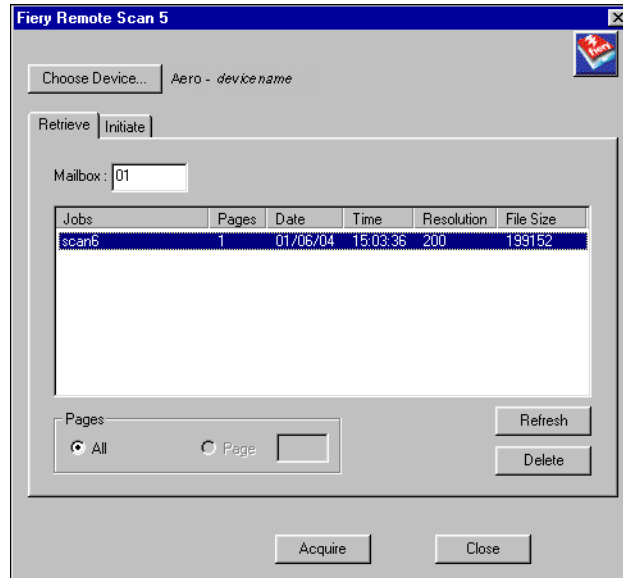 Fiery Remote Scan 5
fiery
Choose Device... Aero - devicename
Retrieve Initiate
Mailbox : 01
Jobs Pages Date Time Resolution File Size
scan6 1 01/06/04 15:03:36 200 199152
Pages
All Page
Refresh
Delete
Acquire Close